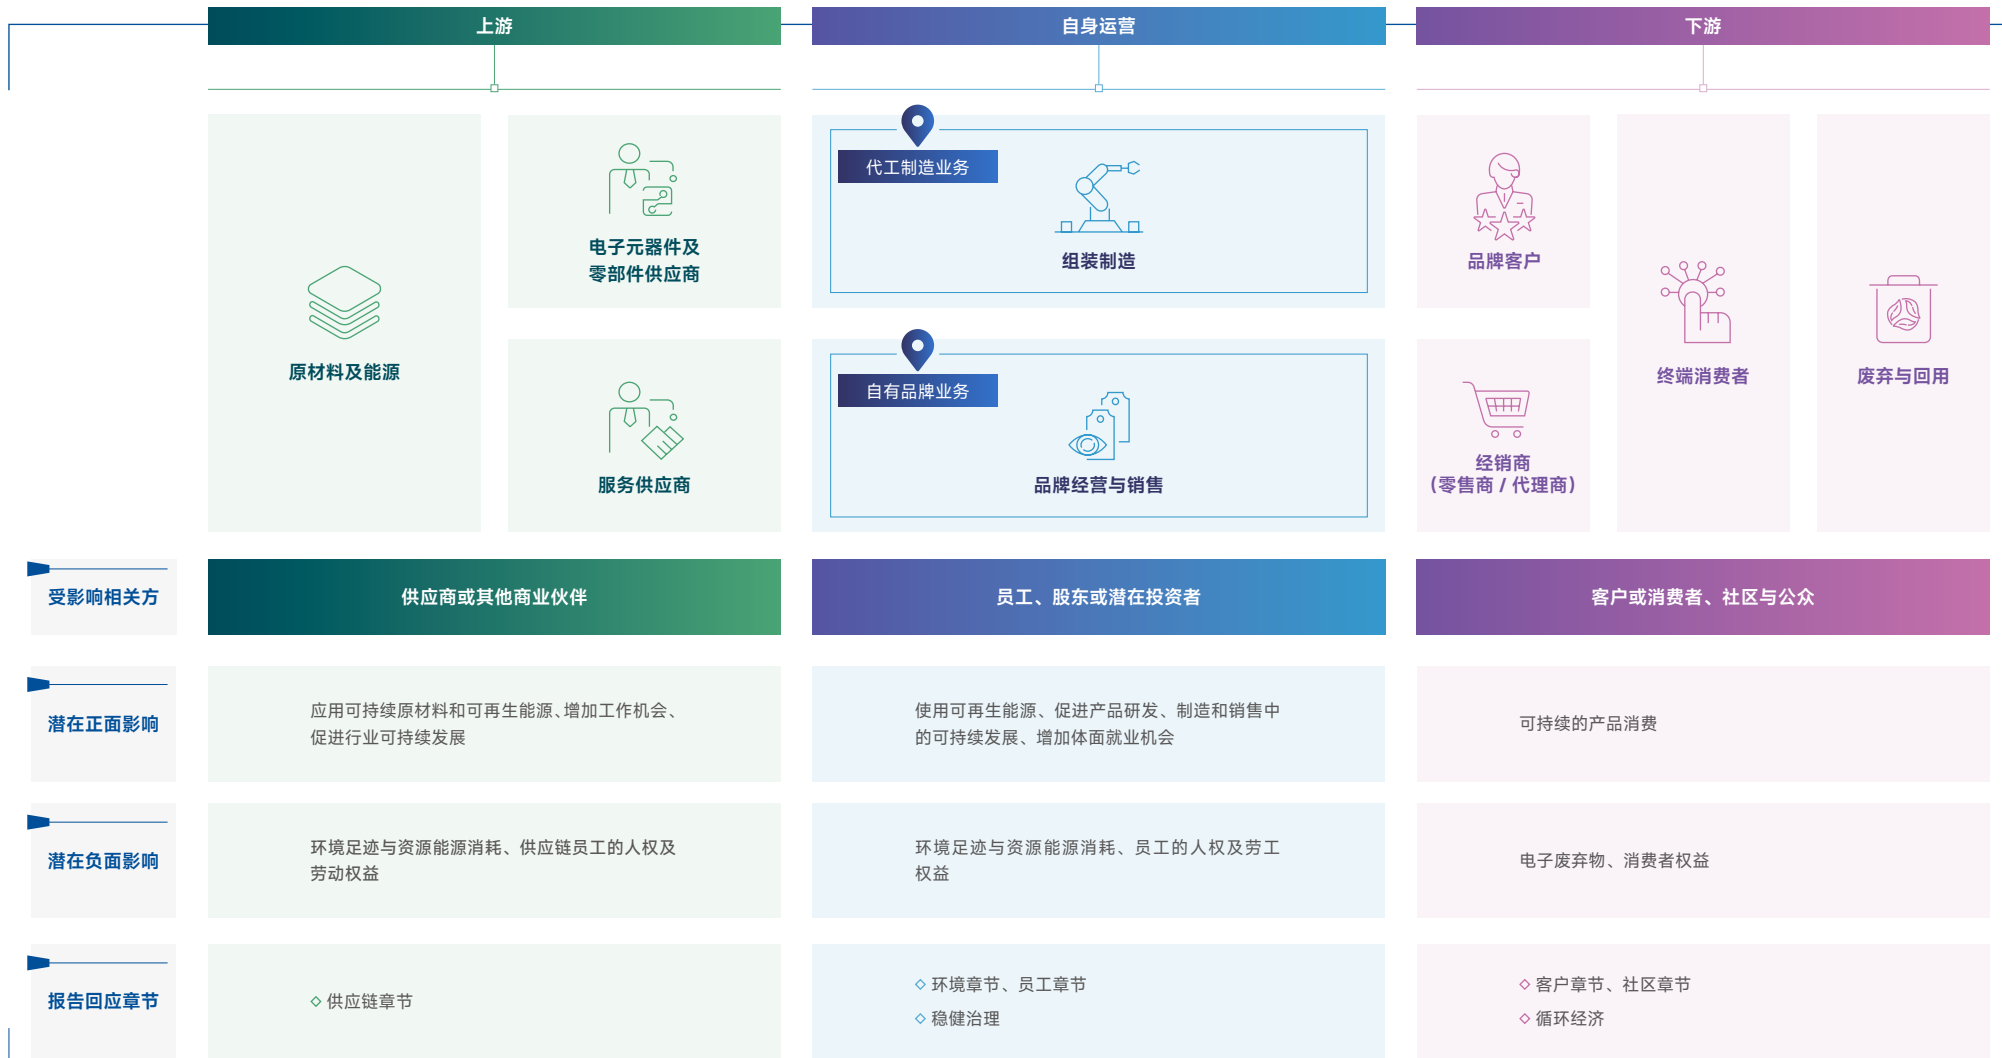 上游
自身运营
下游
原材料及能源
电子元器件及
零部件供应商
服务供应商
代工制造业务
组装制造
自有品牌业务
品牌经营与销售
品牌客户
经销商
（零售商 / 代理商）
终端消费者
废弃与回用
受影响相关方
供应商或其他商业伙伴
员工、股东或潜在投资者
客户或消费者、社区与公众
潜在正面影响
应用可持续原材料和可再生能源、增加工作机会、
促进行业可持续发展
使用可再生能源、促进产品研发、制造和销售中
的可持续发展、增加体面就业机会
可持续的产品消费
潜在负面影响
环境足迹与资源能源消耗、供应链员工的人权及
劳动权益
环境足迹与资源能源消耗、员工的人权及劳工
权益
电子废弃物、消费者权益
报告回应章节
◇ 供应链章节
◇ 环境章节、员工章节
◇ 稳健治理
◇ 客户章节、社区章节
◇ 循环经济